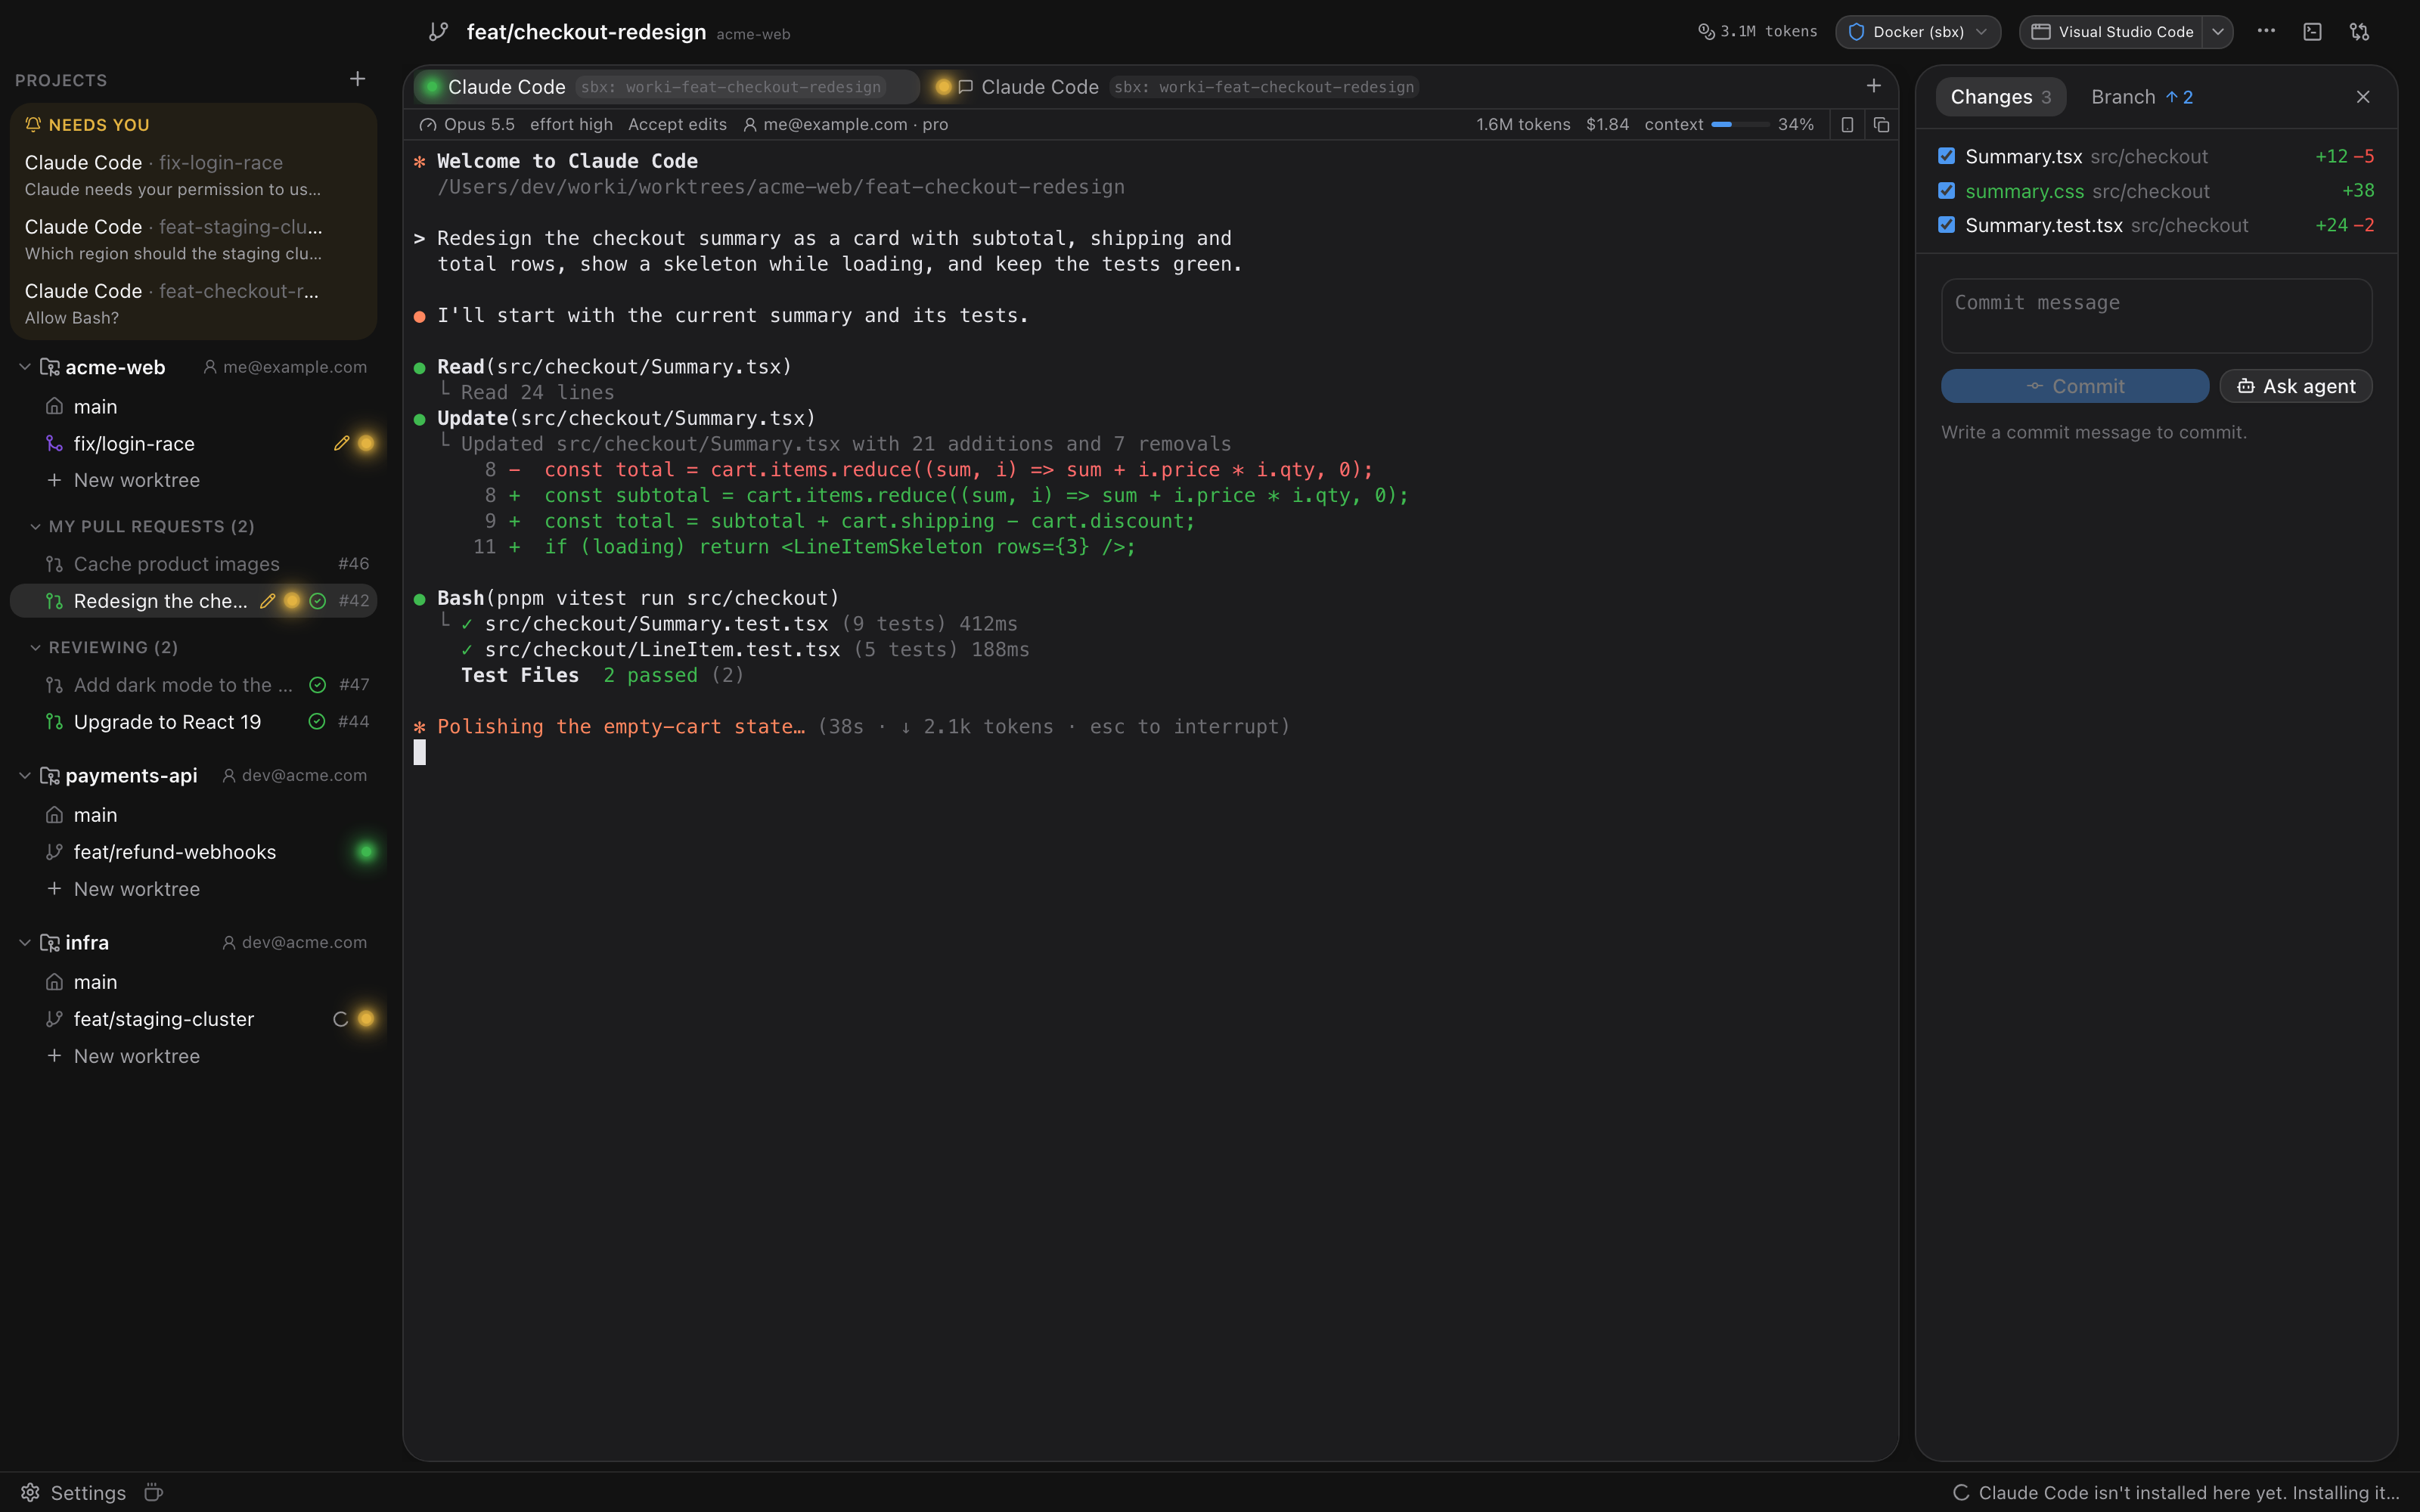 feat/checkout-redesign acme-web
3.1M tokens
Docker (sbx)
Visual Studio Code
PROJECTS
NEEDS YOU
Claude Code · fix-login-race
Claude needs your permission to us...
Claude Code · feat-staging-clu...
Which region should the staging clu...
Claude Code · feat-checkout-r...
Allow Bash?
acme-web me@example.com
main
fix/login-race
New worktree
MY PULL REQUESTS (2)
Cache product images #46
Redesign the che... #42
REVIEWING (2)
Add dark mode to the ... #47
Upgrade to React 19 #44
payments-api dev@acme.com
main
feat/refund-webhooks
New worktree
infra dev@acme.com
main
feat/staging-cluster
New worktree
Claude Code sbx: worki-feat-checkout-redesign
Claude Code sbx: worki-feat-checkout-redesign
Opus 5.5 effort high Accept edits me@example.com · pro
1.6M tokens $1.84 context 34%
✻ Welcome to Claude Code
/Users/dev/worki/worktrees/acme-web/feat-checkout-redesign
> Redesign the checkout summary as a card with subtotal, shipping and
total rows, show a skeleton while loading, and keep the tests green.
● I'll start with the current summary and its tests.
● Read(src/checkout/Summary.tsx)
└ Read 24 lines
● Update(src/checkout/Summary.tsx)
└ Updated src/checkout/Summary.tsx with 21 additions and 7 removals
8 - const total = cart.items.reduce((sum, i) => sum + i.price * i.qty, 0);
8 + const subtotal = cart.items.reduce((sum, i) => sum + i.price * i.qty, 0);
9 + const total = subtotal + cart.shipping - cart.discount;
11 + if (loading) return <LineItemSkeleton rows={3} />;
● Bash(pnpm vitest run src/checkout)
└ ✓ src/checkout/Summary.test.tsx (9 tests) 412ms
✓ src/checkout/LineItem.test.tsx (5 tests) 188ms
Test Files 2 passed (2)
✻ Polishing the empty-cart state… (38s · ↓ 2.1k tokens · esc to interrupt)
Changes 3 Branch ↑2
Summary.tsx src/checkout +12 −5
summary.css src/checkout +38
Summary.test.tsx src/checkout +24 −2
Commit message
Commit
Ask agent
Write a commit message to commit.
Settings
Claude Code isn't installed here yet. Installing it...